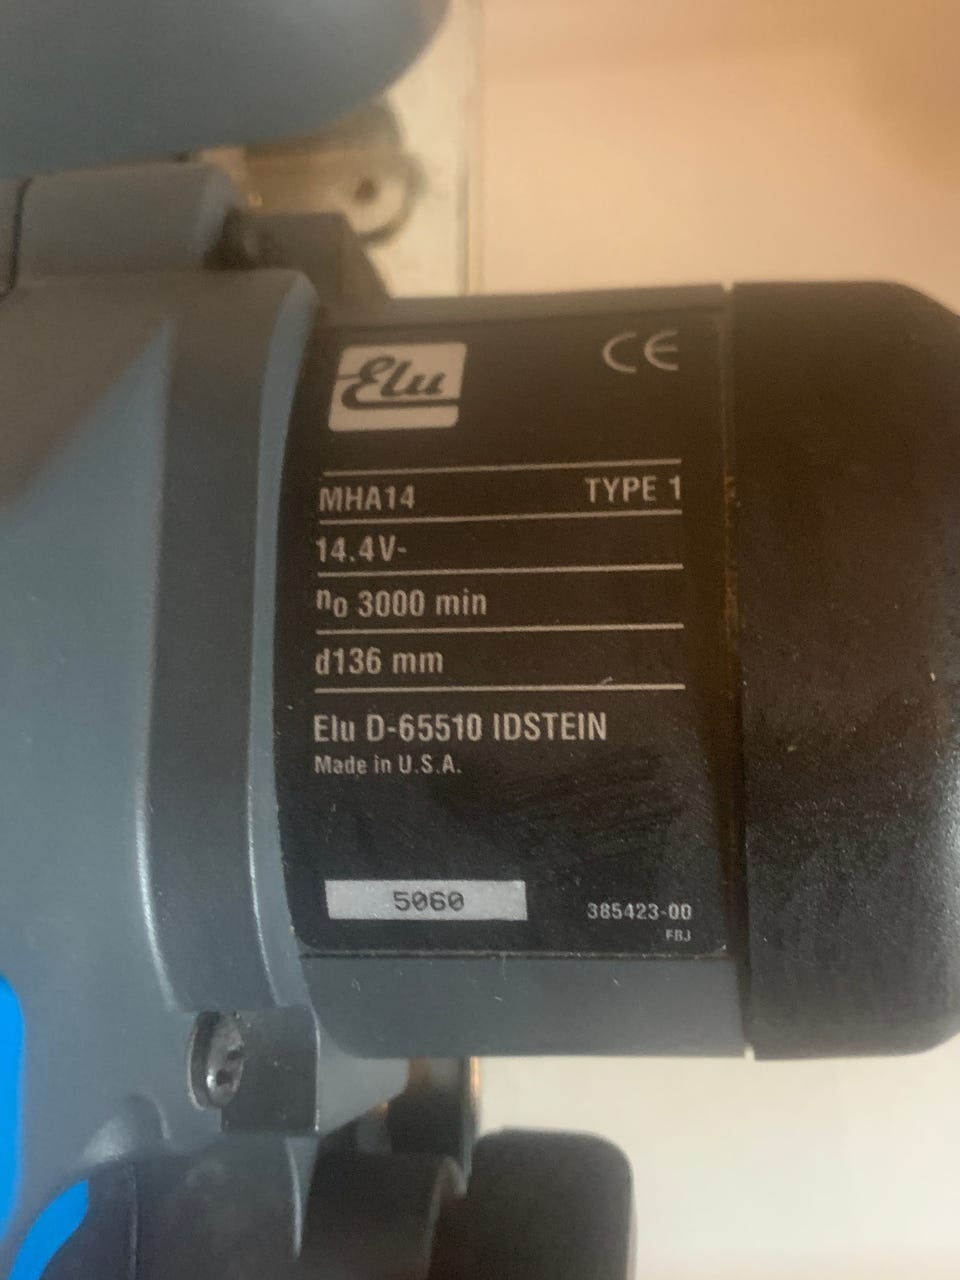 Elu
CE
MHA14 TYPE 1
14.4V-
no 3000 min
d136 mm
Elu D-65510 IDSTEIN
Made in U.S.A.
5060
385423-00
FBJ